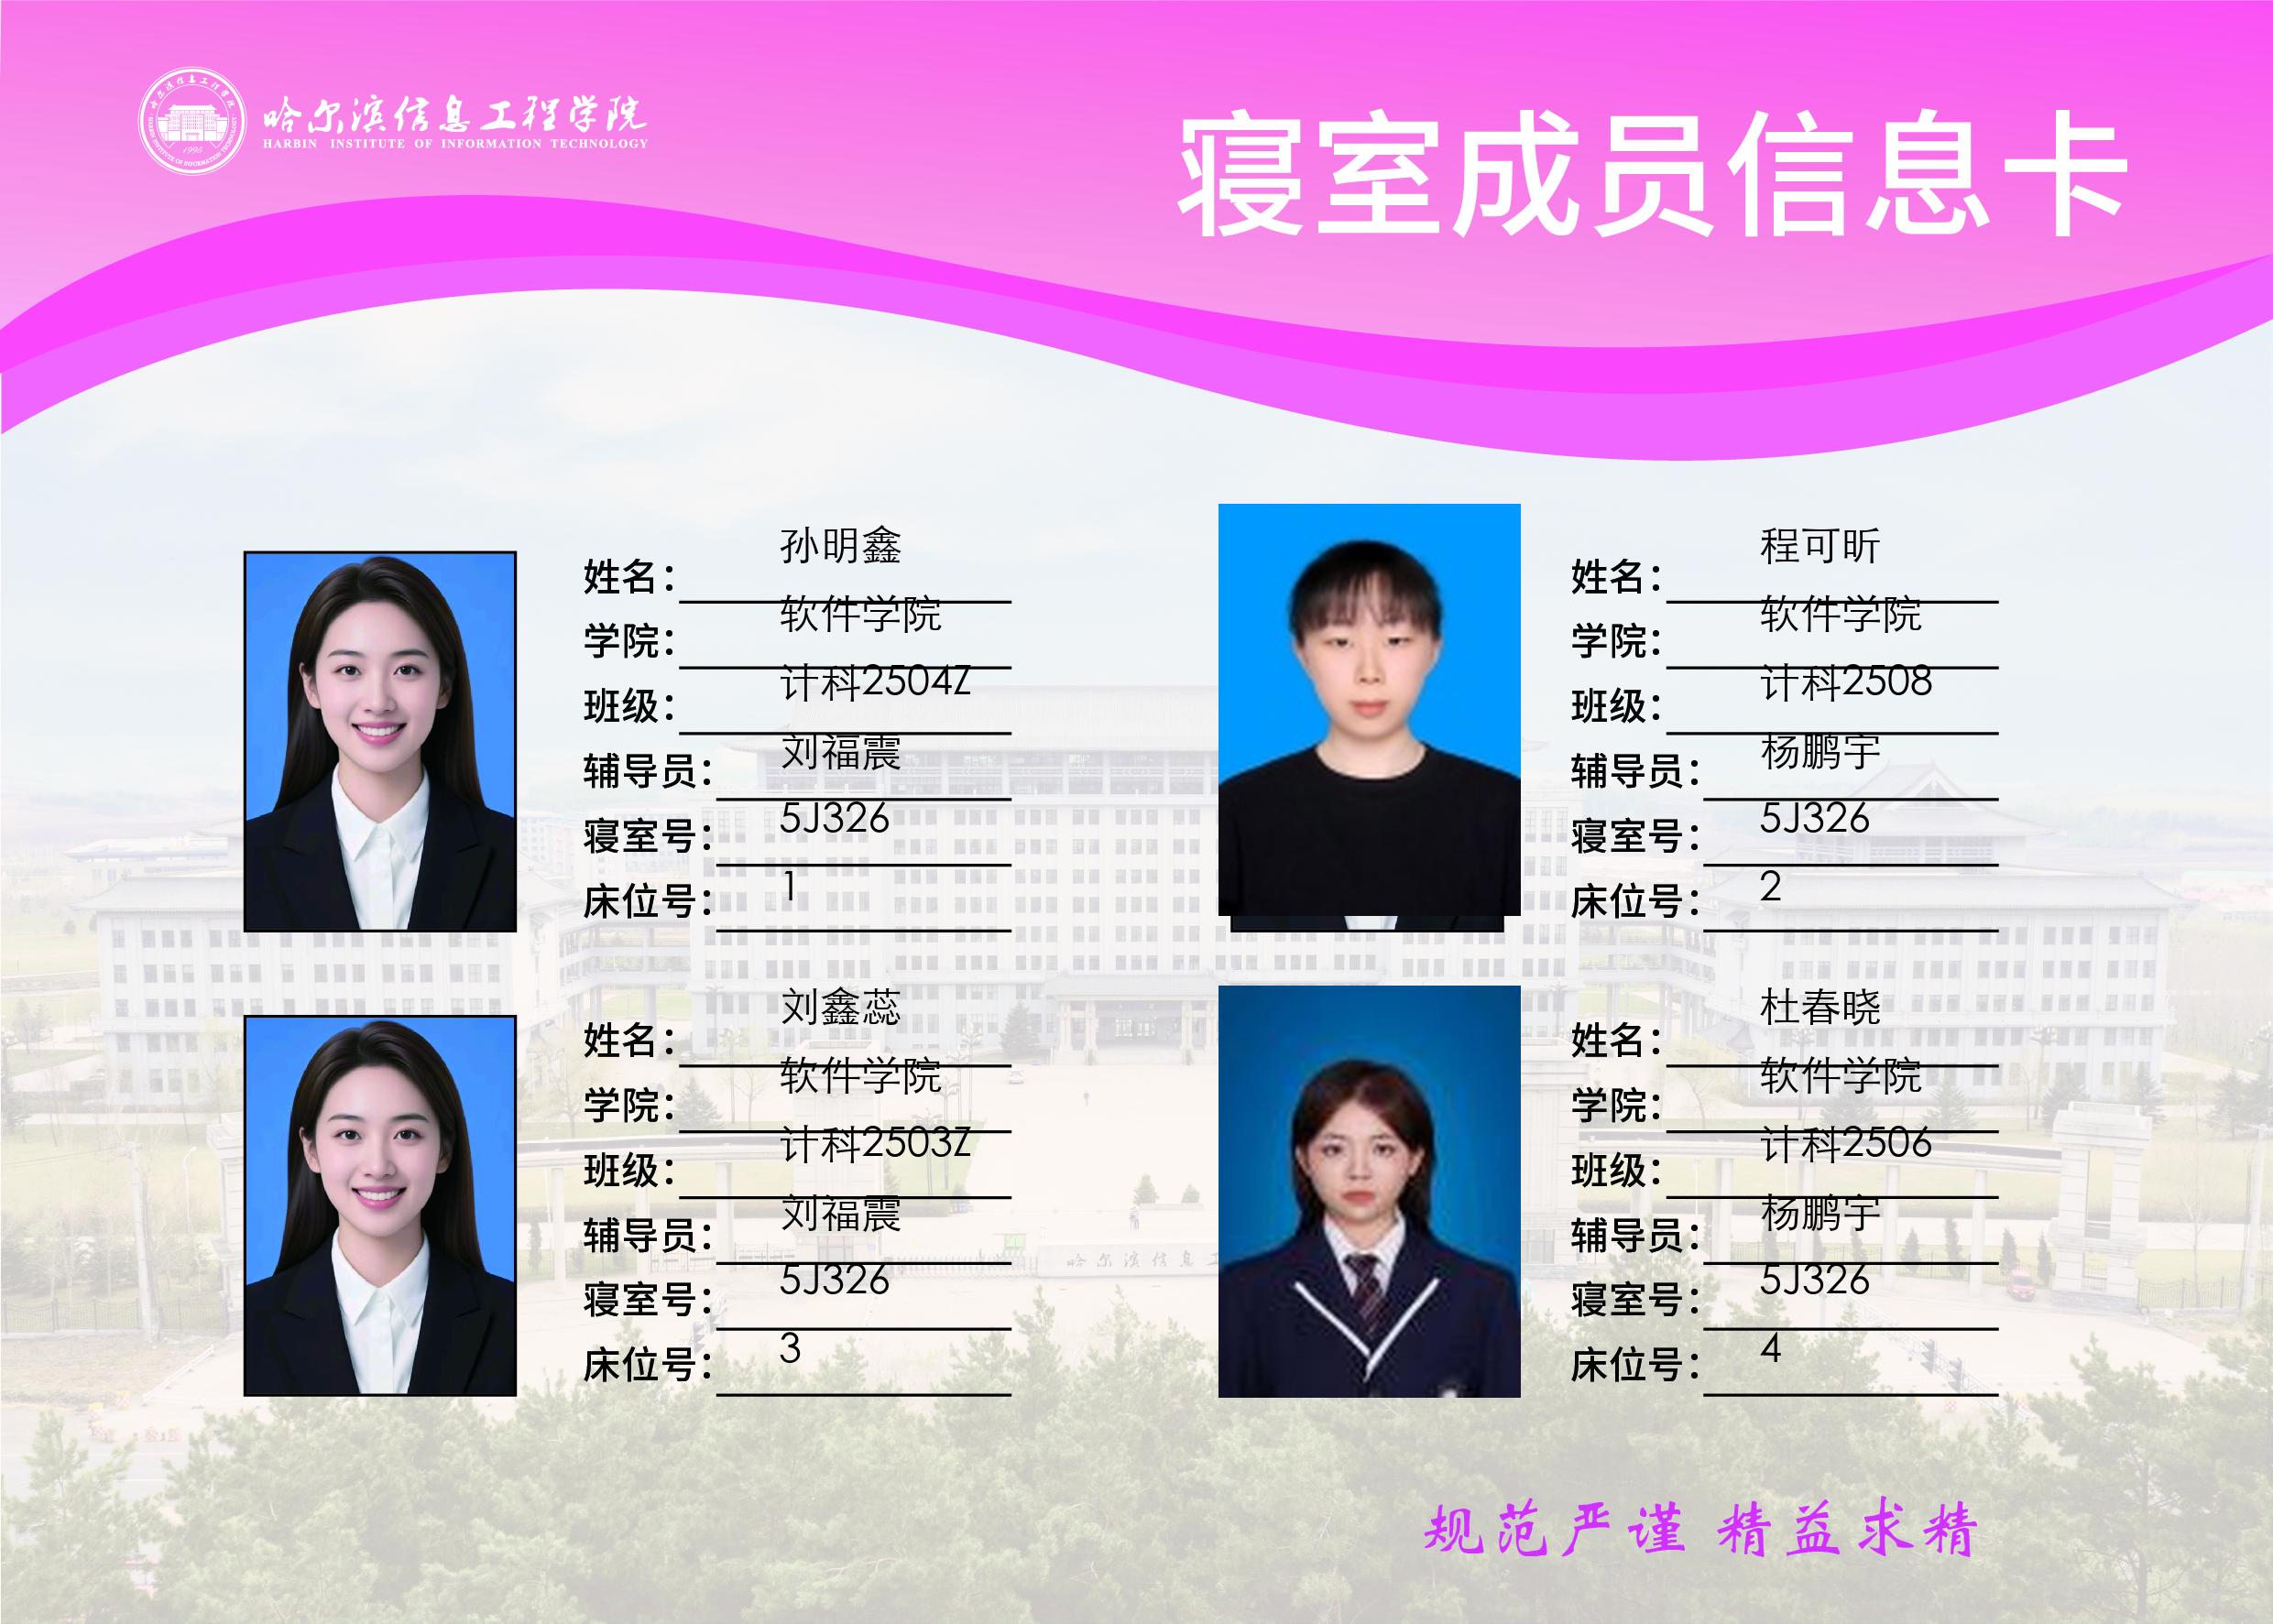 哈尔滨信息工程学院
HARBIN INSTITUTE OF INFORMATION TECHNOLOGY
1995
寝室成员信息卡
姓名：孙明鑫
学院：软件学院
班级：计科2504Z
辅导员：刘福震
寝室号：5J326
床位号：1
姓名：程可昕
学院：软件学院
班级：计科2508
辅导员：杨鹏宇
寝室号：5J326
床位号：2
姓名：刘鑫蕊
学院：软件学院
班级：计科2503Z
辅导员：刘福震
寝室号：5J326
床位号：3
姓名：杜春晓
学院：软件学院
班级：计科2506
辅导员：杨鹏宇
寝室号：5J326
床位号：4
哈尔滨信息工
规范严谨 精益求精